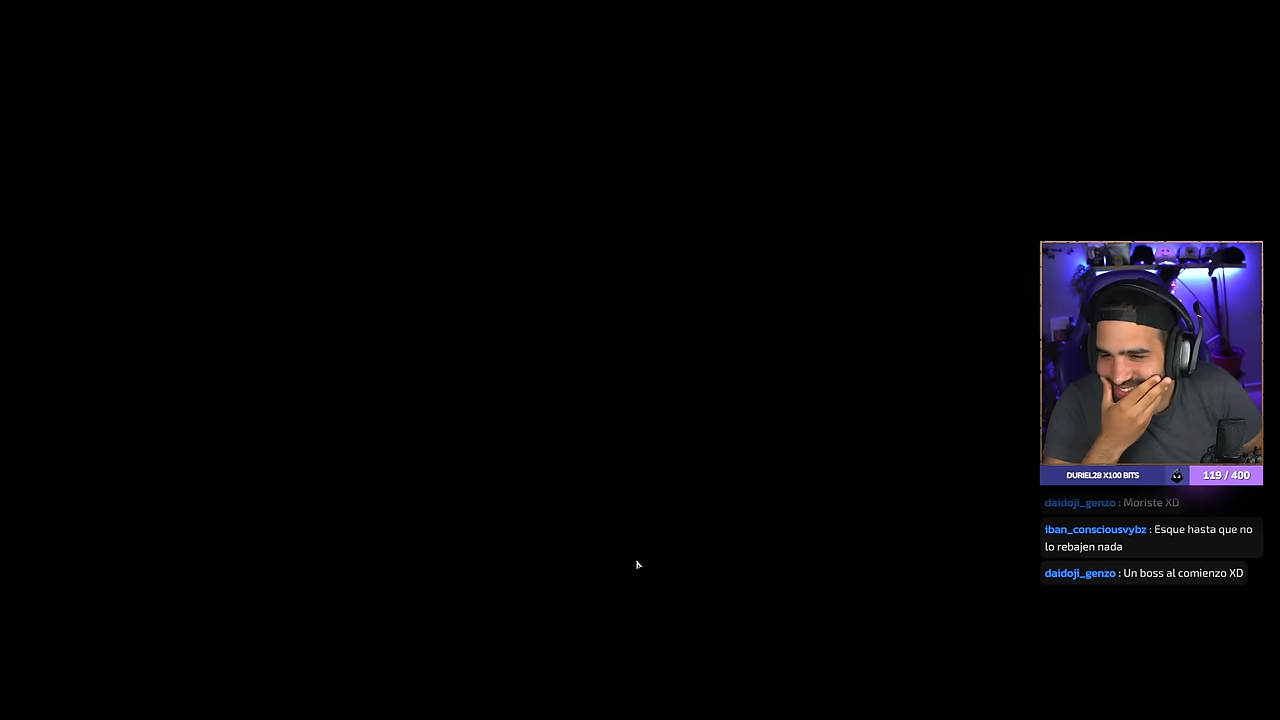 DURIEL28 X100 BITS
119 / 400
daidoji_genzo : Moriste XD
iban_consciousvybz : Esque hasta que no
lo rebajen nada
daidoji_genzo : Un boss al comienzo XD